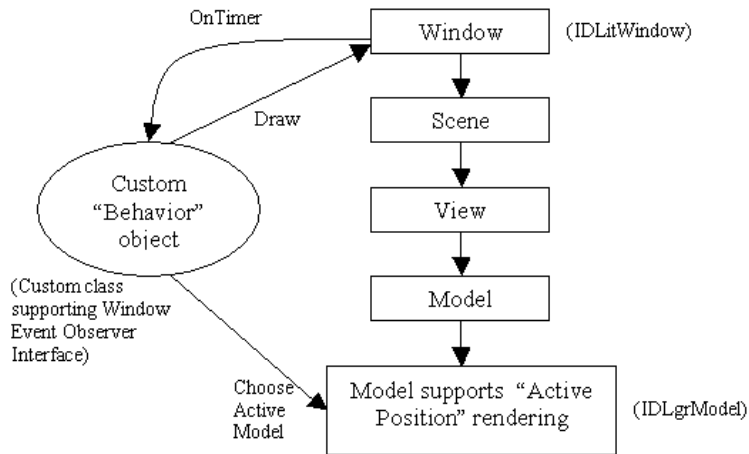 OnTimer
Window
(IDLitWindow)
Draw
Scene
Custom
“Behavior”
object
View
(Custom class
supporting Window
Event Observer
Interface)
Model
Choose
Active
Model
Model supports “Active
Position” rendering
(IDLgrModel)